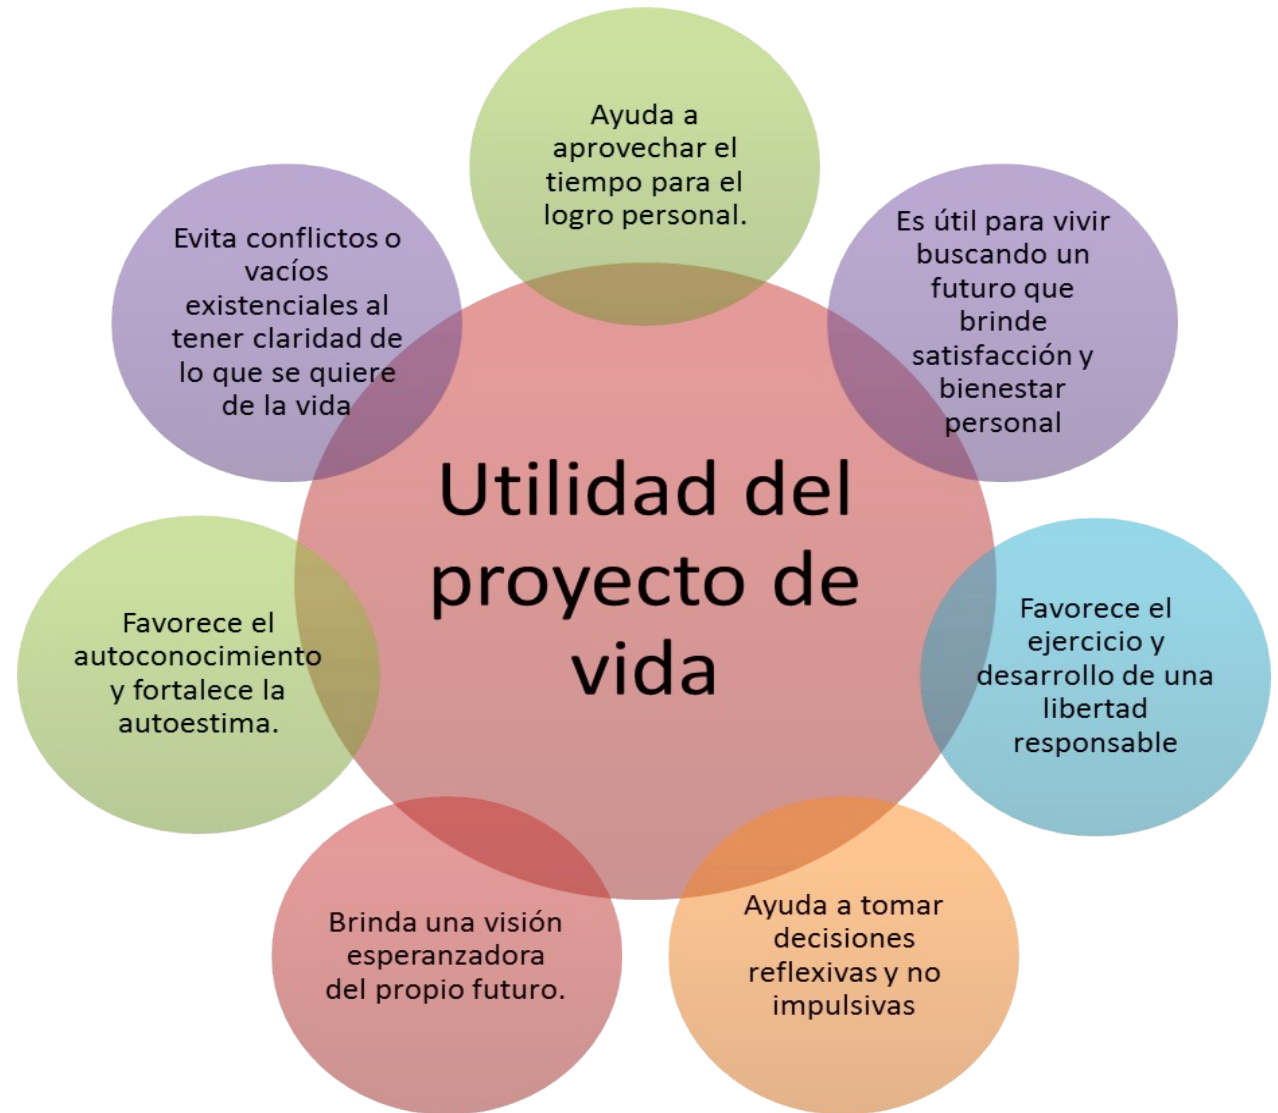 Ayuda a
aprovechar el
tiempo para el
logro personal.
Es útil para vivir
buscando un
futuro que
brinde
satisfacción y
bienestar
personal
Favorece el
ejercicio y
desarrollo de una
libertad
responsable
Ayuda a tomar
decisiones
reflexivas y no
impulsivas
Brinda una visión
esperanzadora
del propio futuro.
Favorece el
autoconocimiento
y fortalece la
autoestima.
Evita conflictos o
vacíos
existenciales al
tener claridad de
lo que se quiere
de la vida
Utilidad del
proyecto de
vida